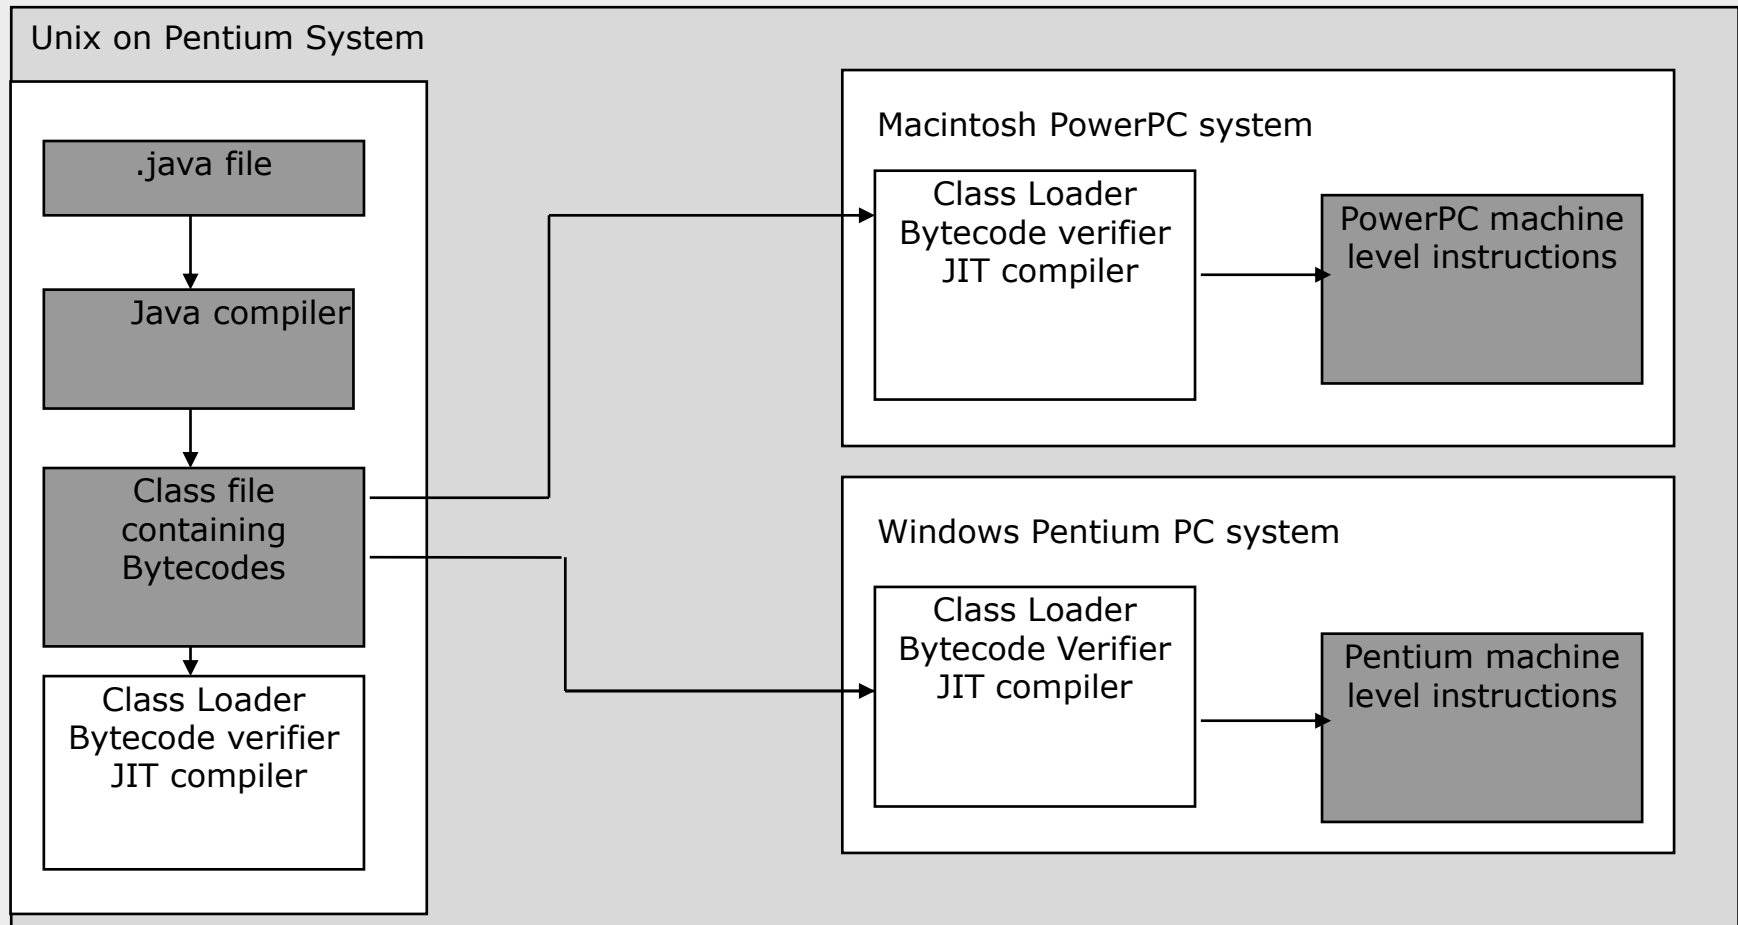 Unix on Pentium System
.java file
Java compiler
Class file
containing
Bytecodes
Class Loader
Bytecode verifier
JIT compiler
Macintosh PowerPC system
Class Loader
Bytecode verifier
JIT compiler
PowerPC machine
level instructions
Windows Pentium PC system
Class Loader
Bytecode Verifier
JIT compiler
Pentium machine
level instructions